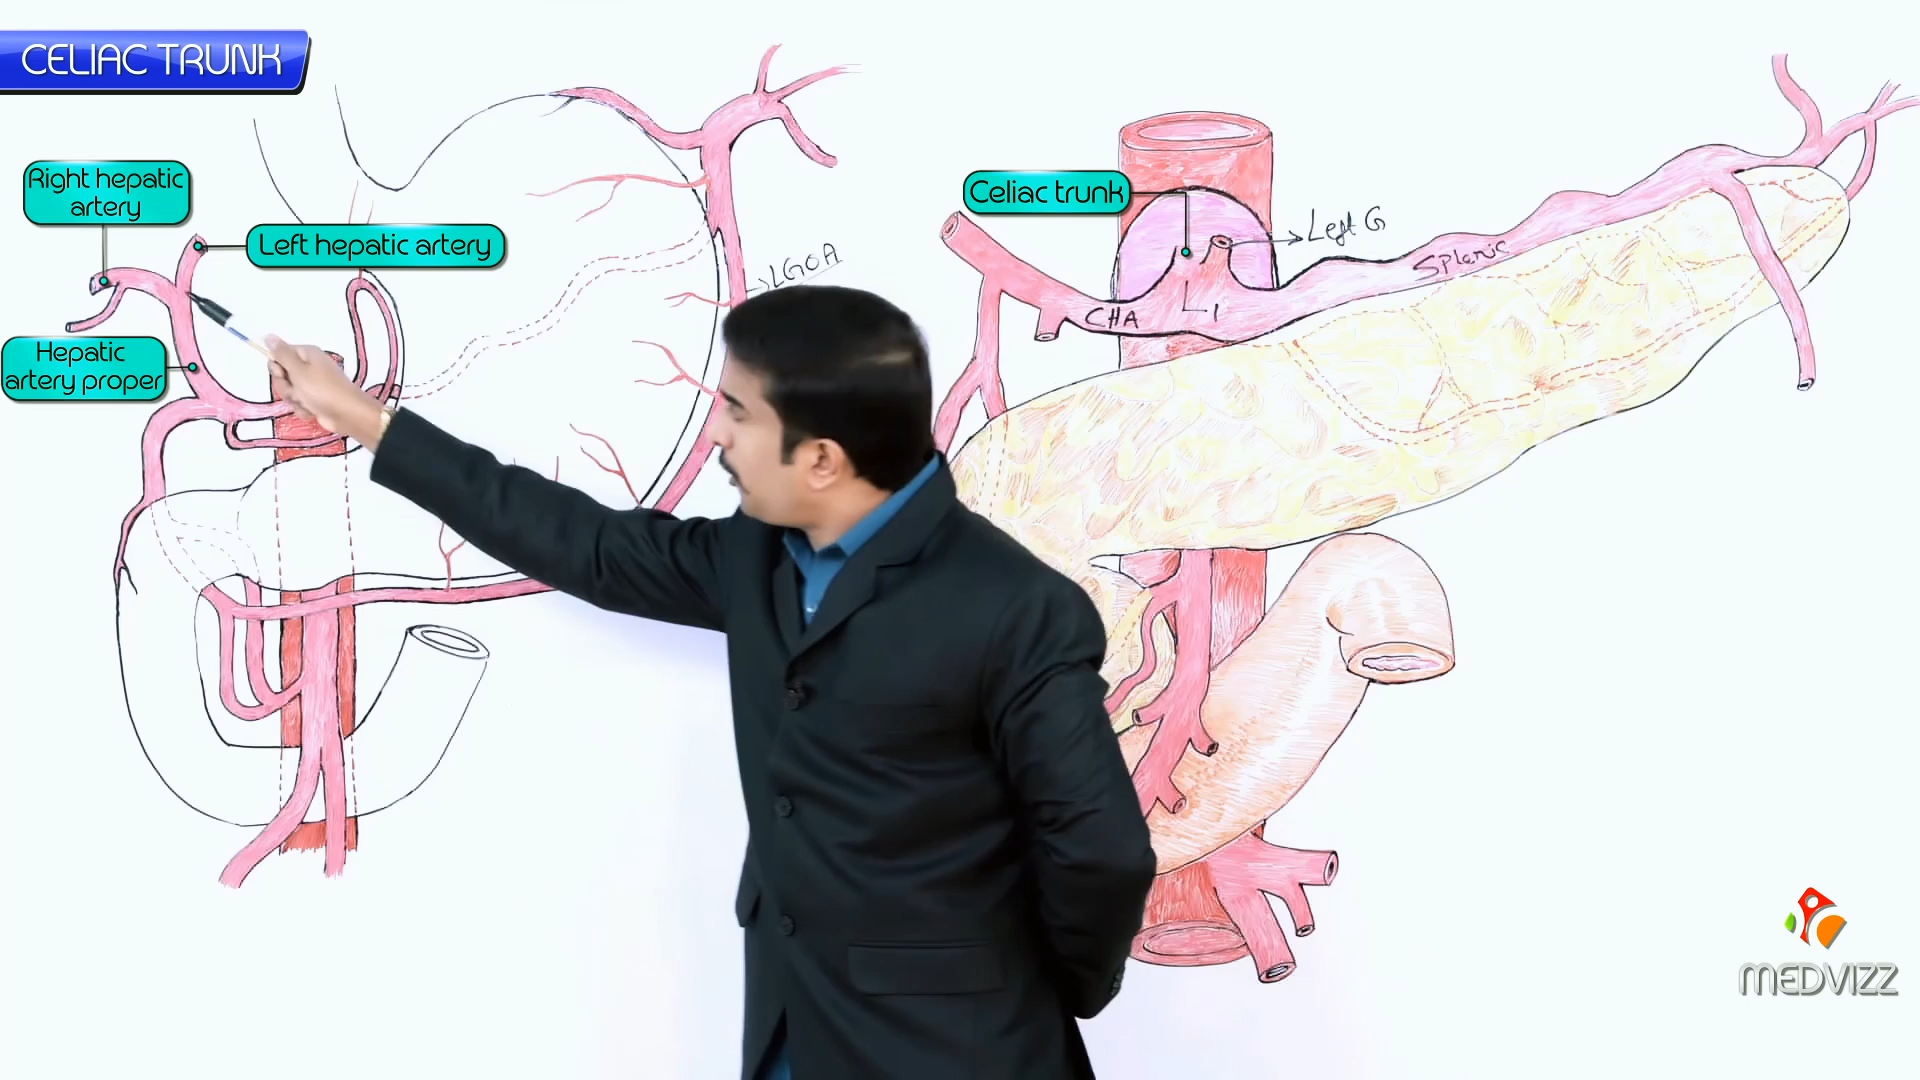 CELIAC TRUNK
Right hepatic
artery
Left hepatic artery
Hepatic
artery proper
LGOA
Celiac trunk
Left G
Splenic
CHA
L1
MEDVIZZ